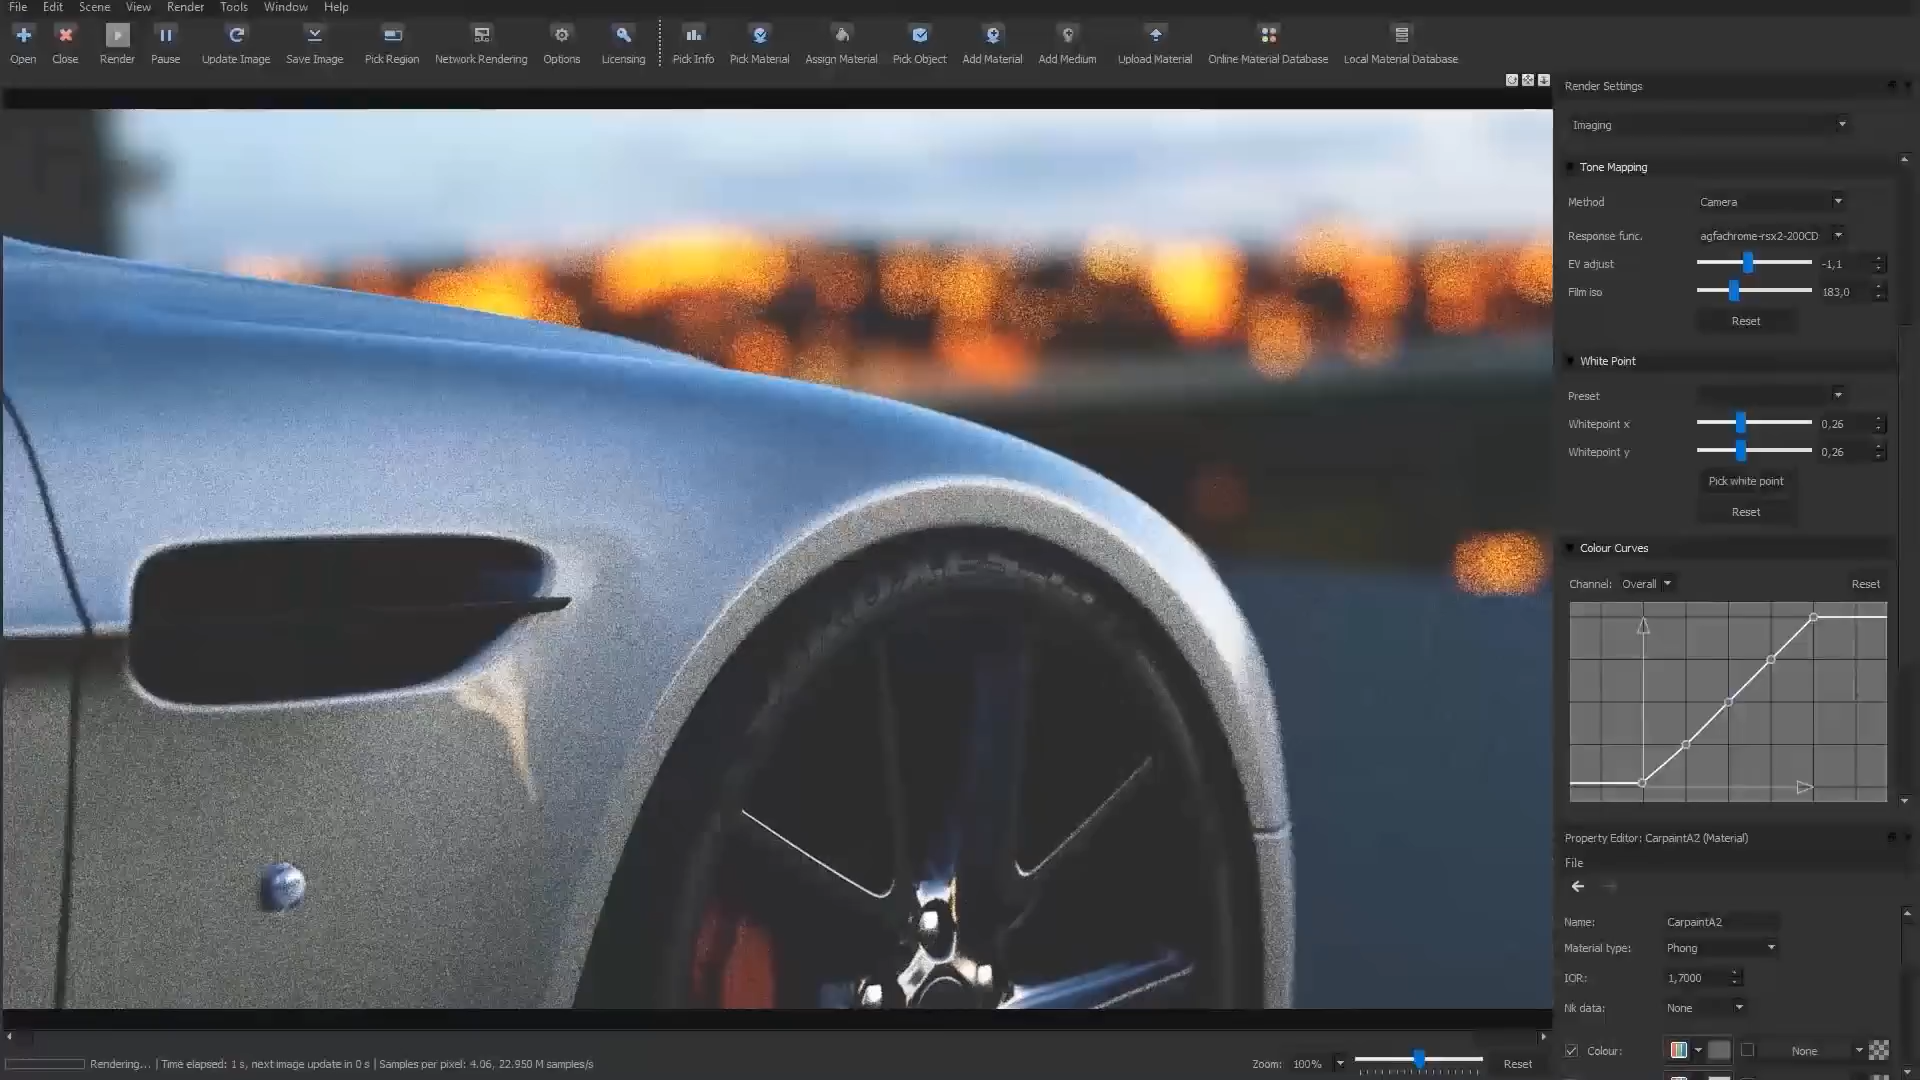 File Edit Scene View Render Tools Window Help
Open Close Render Pause Update Image Save Image Pick Region Network Rendering Options Licensing Pick Info Pick Material Assign Material Pick Object Add Material Add Medium Upload Material Online Material Database Local Material Database
Render Settings
Imaging
Tone Mapping
Method Camera
Response func. agfachrome-rsx2-200CD
EV adjust -1,1
Film iso 183,0
Reset
White Point
Preset
Whitepoint x 0,26
Whitepoint y 0,26
Pick white point
Reset
Colour Curves
Channel: Overall Reset
Property Editor: CarpaintA2 (Material)
File
Name: CarpaintA2
Material type: Phong
IOR: 1,7000
Nk data: None
Colour: None
Rendering... | Time elapsed: 1 s, next image update in 0 s | Samples per pixel: 4.06, 22.950 M samples/s
Zoom: 100% Reset